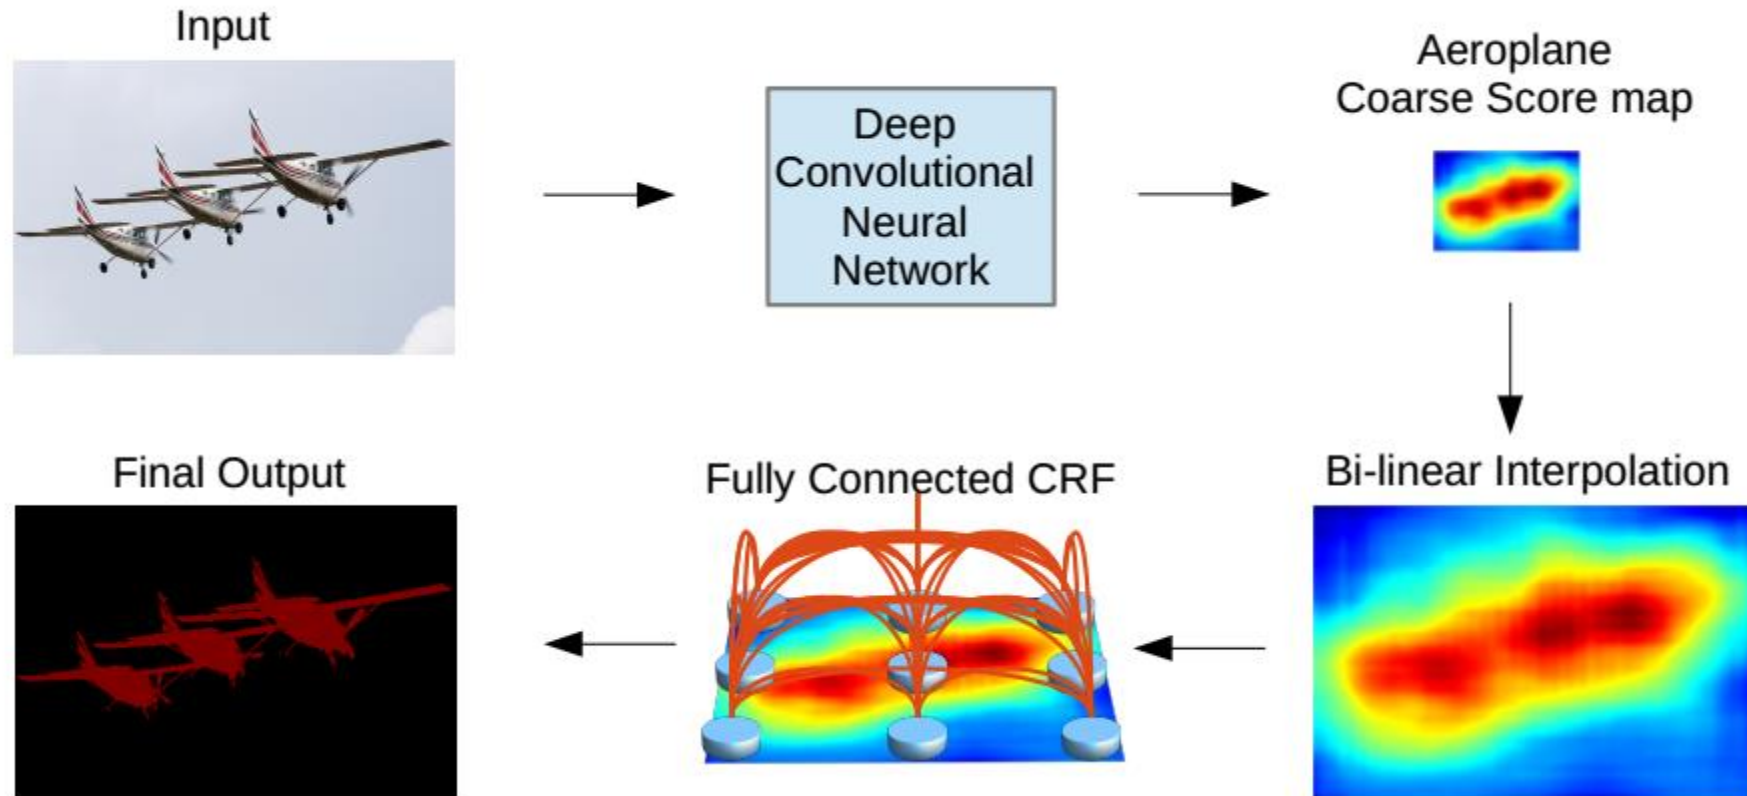 Input
Deep
Convolutional
Neural
Network
Aeroplane
Coarse Score map
Final Output
Fully Connected CRF
Bi-linear Interpolation